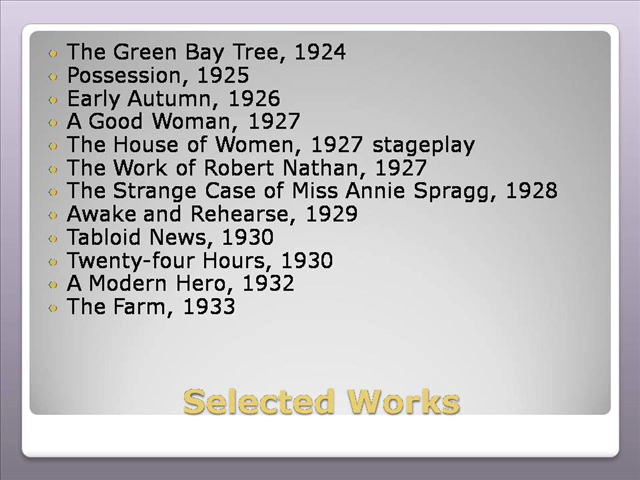 The Green Bay Tree, 1924
Possession, 1925
Early Autumn, 1926
A Good Woman, 1927
The House of Women, 1927 stageplay
The Work of Robert Nathan, 1927
The Strange Case of Miss Annie Spragg, 1928
Awake and Rehearse, 1929
Tabloid News, 1930
Twenty-four Hours, 1930
A Modern Hero, 1932
The Farm, 1933
Selected Works